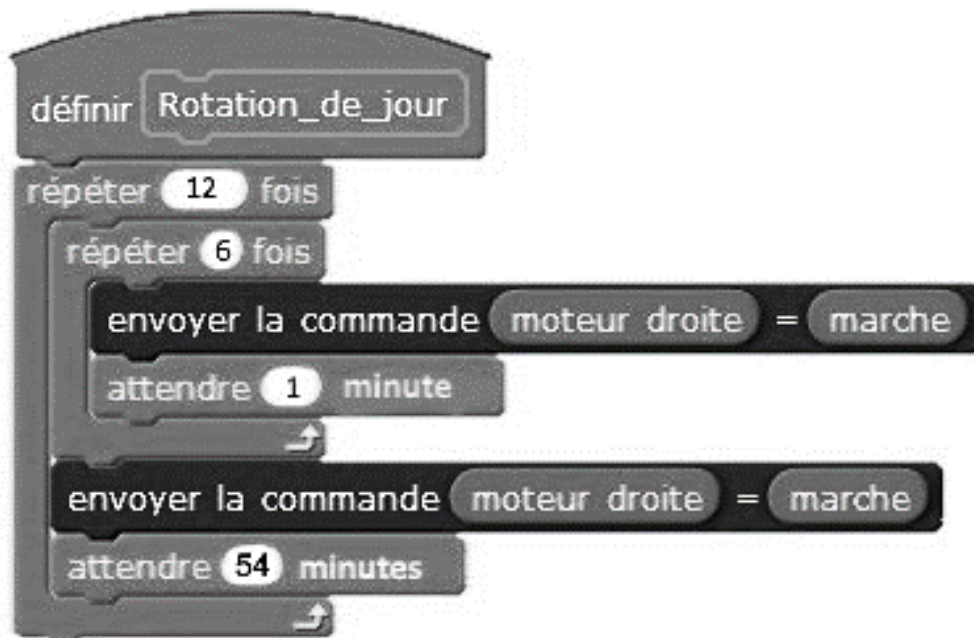 définir Rotation_de_jour
répéter 12 fois
répéter 6 fois
envoyer la commande moteur droite = marche
attendre 1 minute
envoyer la commande moteur droite = marche
attendre 54 minutes